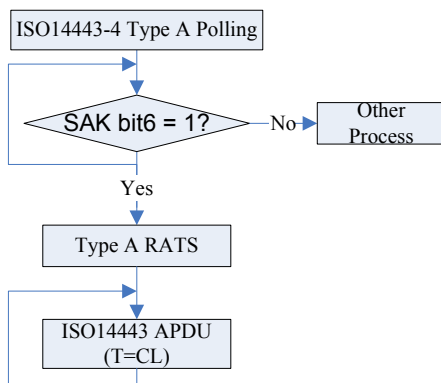 ISO14443-4 Type A Polling
SAK bit6 = 1?
No
Other
Process
Yes
Type A RATS
ISO14443 APDU
(T=CL)